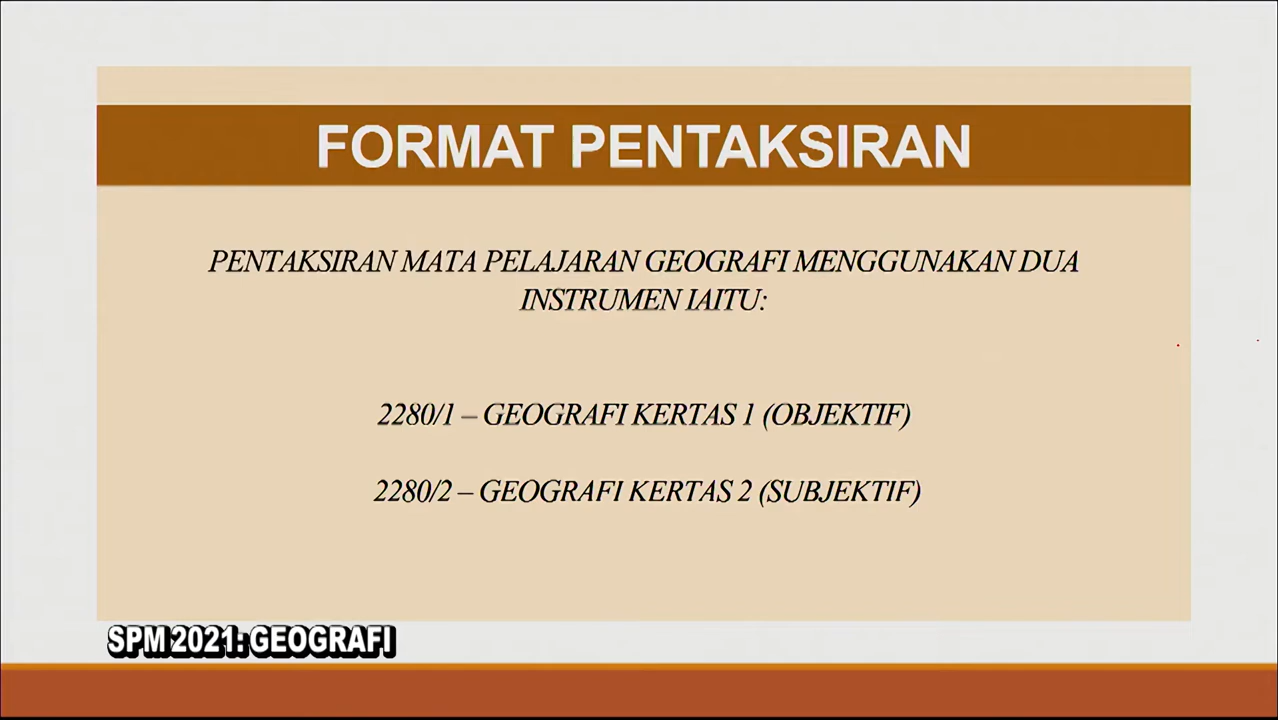 FORMAT PENTAKSIRAN
PENTAKSIRAN MATA PELAJARAN GEOGRAFI MENGGUNAKAN DUA
INSTRUMEN IAITU:
2280/1 – GEOGRAFI KERTAS 1 (OBJEKTIF)
2280/2 – GEOGRAFI KERTAS 2 (SUBJEKTIF)
SPM 2021: GEOGRAFI